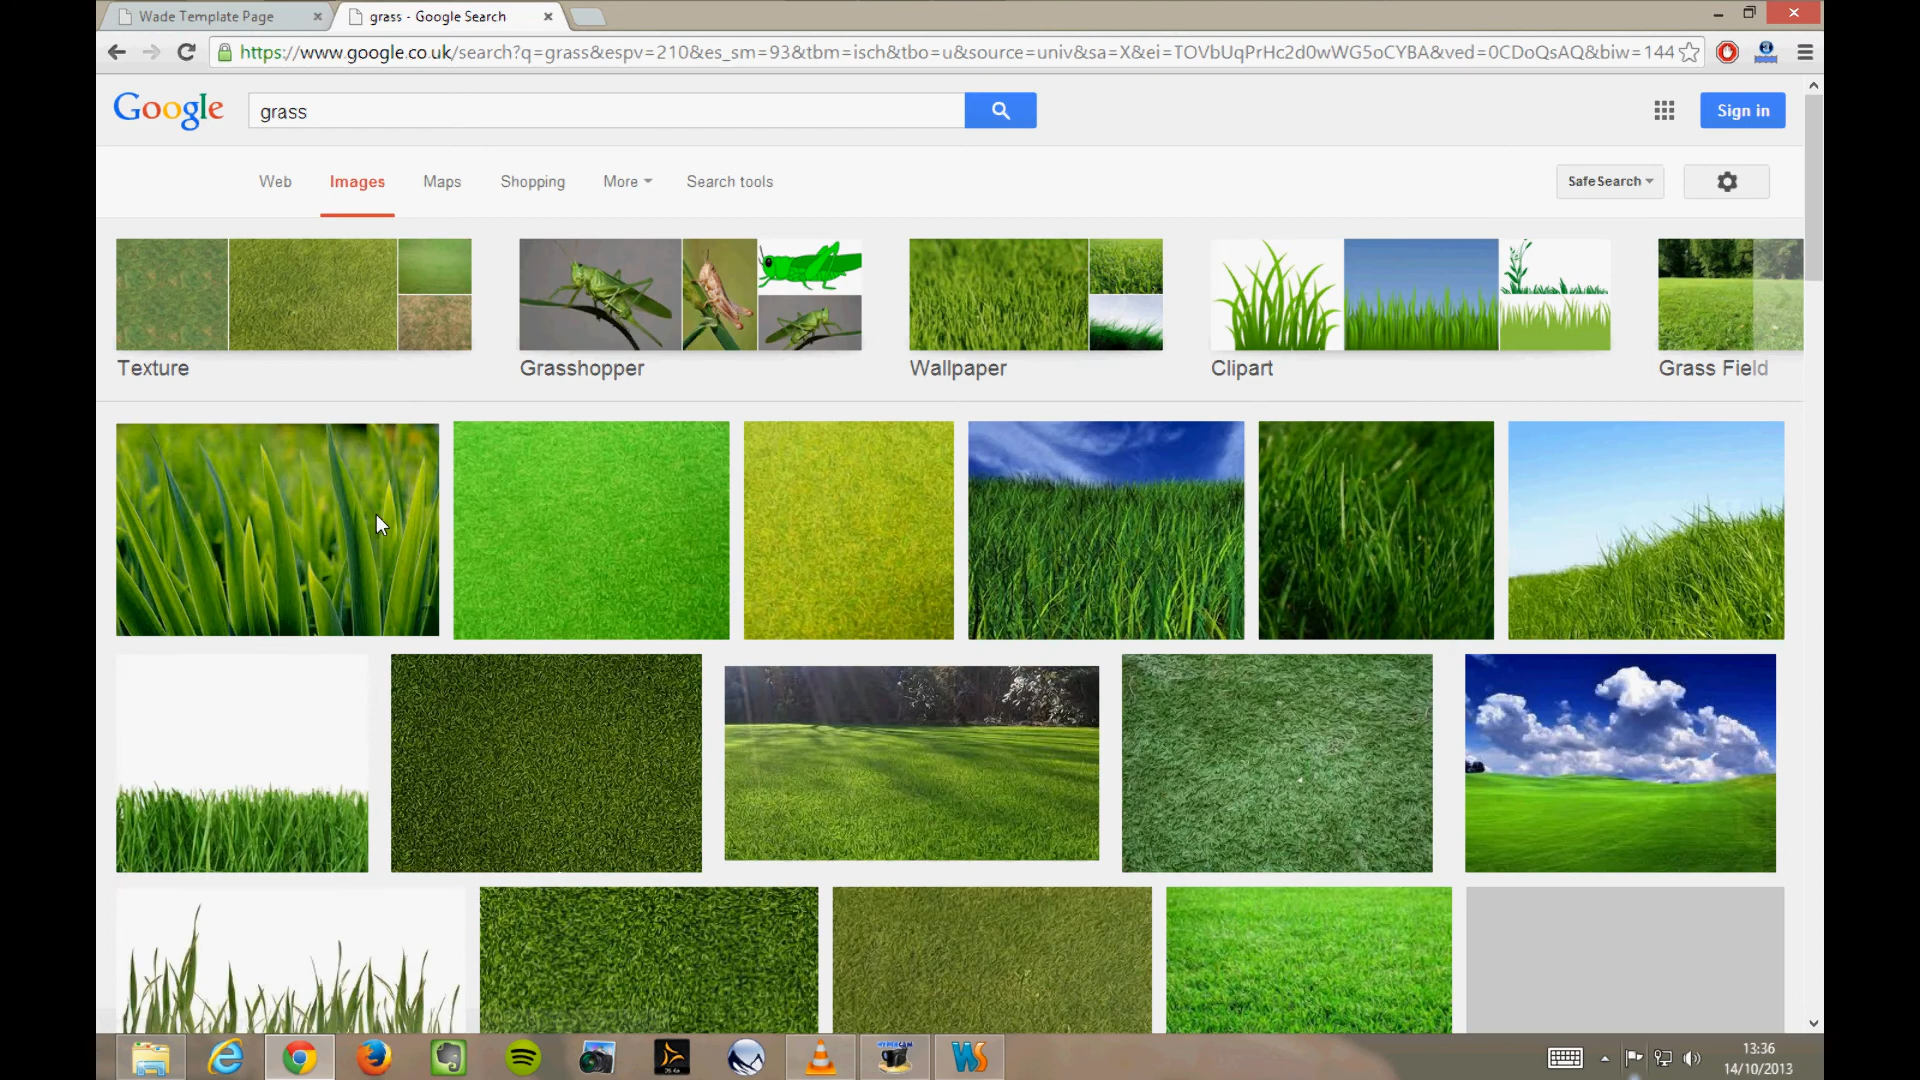 Wade Template Page
grass - Google Search
https://www.google.co.uk/search?q=grass&espv=210&es_sm=93&tbm=isch&tbo=u&source=univ&sa=X&ei=TOVbUqPrHc2d0wWG5oCYBA&ved=0CDoQsAQ&biw=144
Google
grass
Sign in
Web Images Maps Shopping More Search tools
SafeSearch
Texture
Grasshopper
Wallpaper
Clipart
Grass Field
HYPERCAM
WS
13:36
14/10/2013